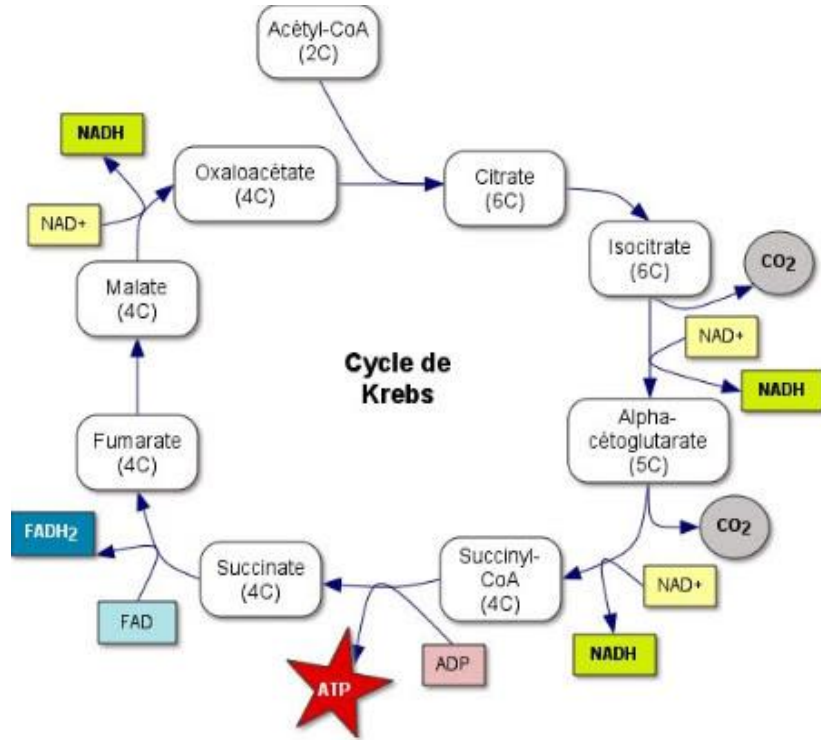 Acétyl-CoA
(2C)
NADH
Oxaloacétate
(4C)
Citrate
(6C)
NAD+
Isocitrate
(6C)
CO2
Malate
(4C)
NAD+
Cycle de
Krebs
NADH
Alpha-
cétoglutarate
(5C)
Fumarate
(4C)
FADH2
CO2
Succinate
(4C)
Succinyl-
CoA
(4C)
NAD+
FAD
ADP
NADH
ATP